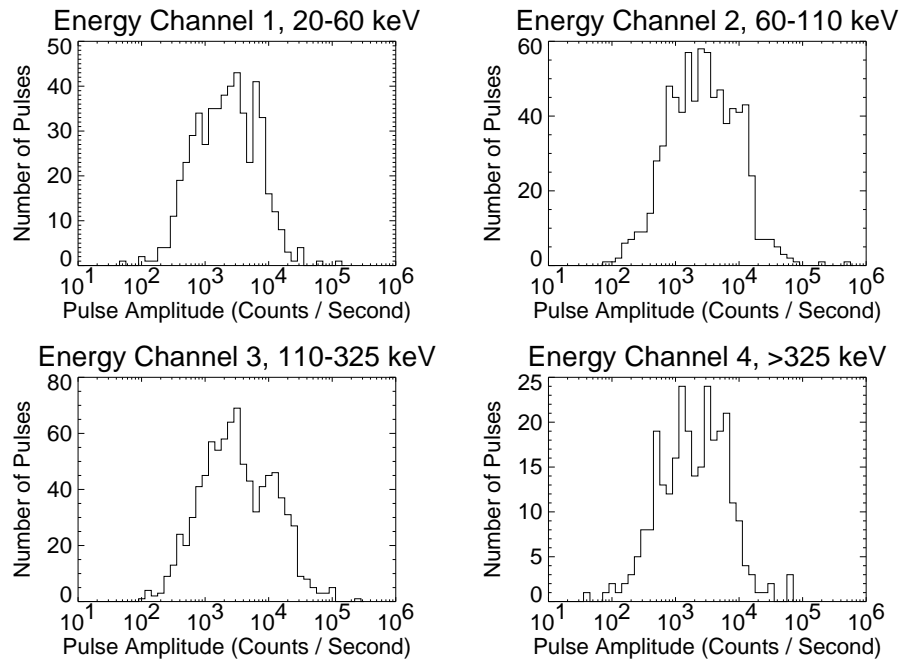 Energy Channel 1, 20-60 keV
Number of Pulses
50
40
30
20
10
0
10^1 10^2 10^3 10^4 10^5 10^6
Pulse Amplitude (Counts / Second)
Energy Channel 2, 60-110 keV
Number of Pulses
60
40
20
0
10^1 10^2 10^3 10^4 10^5 10^6
Pulse Amplitude (Counts / Second)
Energy Channel 3, 110-325 keV
Number of Pulses
80
60
40
20
0
10^1 10^2 10^3 10^4 10^5 10^6
Pulse Amplitude (Counts / Second)
Energy Channel 4, >325 keV
Number of Pulses
25
20
15
10
5
0
10^1 10^2 10^3 10^4 10^5 10^6
Pulse Amplitude (Counts / Second)